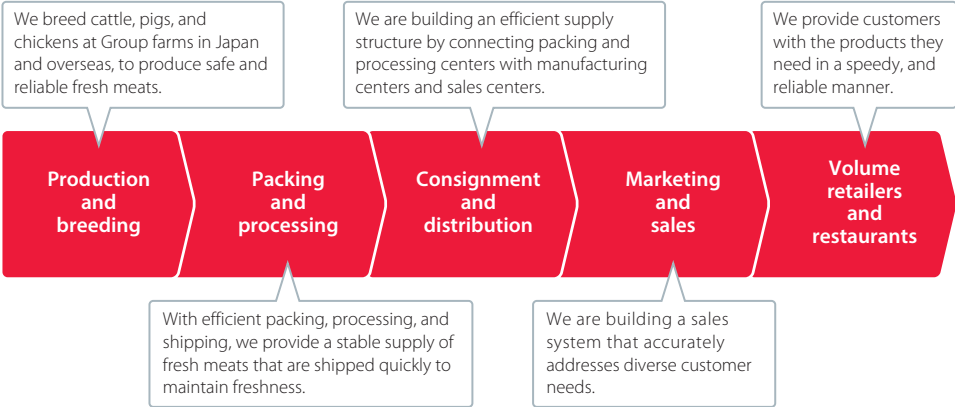 We breed cattle, pigs, and
chickens at Group farms in Japan
and overseas, to produce safe and
reliable fresh meats.
We are building an efficient supply
structure by connecting packing and
processing centers with manufacturing
centers and sales centers.
We provide customers
with the products they
need in a speedy, and
reliable manner.
Production
and
breeding
Packing
and
processing
Consignment
and
distribution
Marketing
and
sales
Volume
retailers
and
restaurants
With efficient packing, processing, and
shipping, we provide a stable supply of
fresh meats that are shipped quickly to
maintain freshness.
We are building a sales
system that accurately
addresses diverse customer
needs.